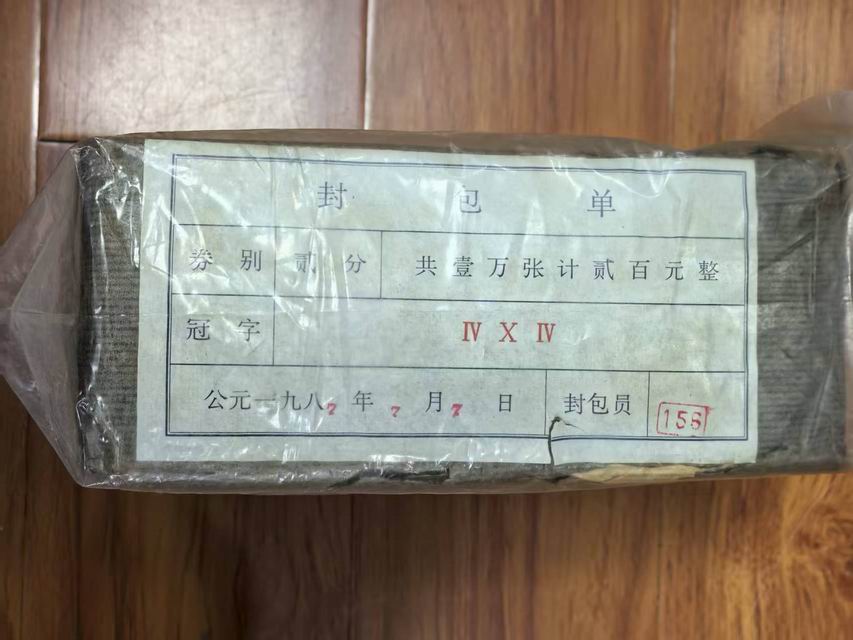 封包单
券别 贰分 共壹万张计贰百元整
冠字 Ⅳ Ⅹ Ⅳ
公元一九八7年7月7日 封包员 156